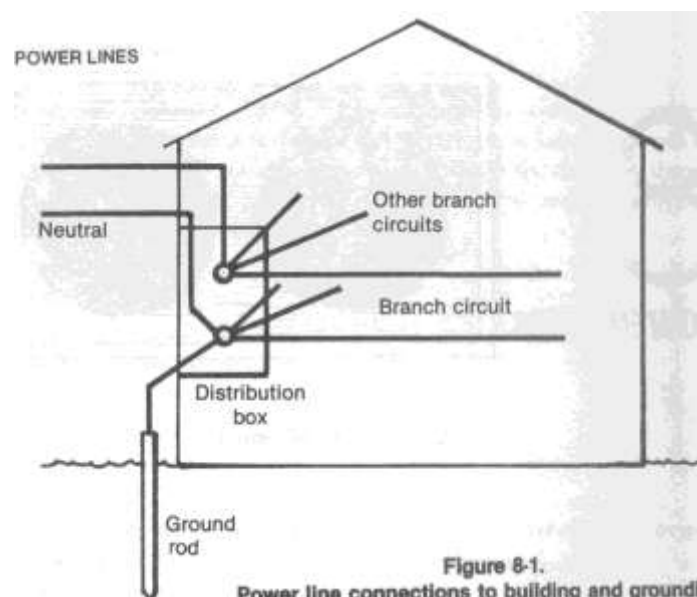 POWER LINES
Other branch
circuits
Neutral
Branch circuit
Distribution
box
Ground
rod
Figure 8-1.
Power line connections to building and